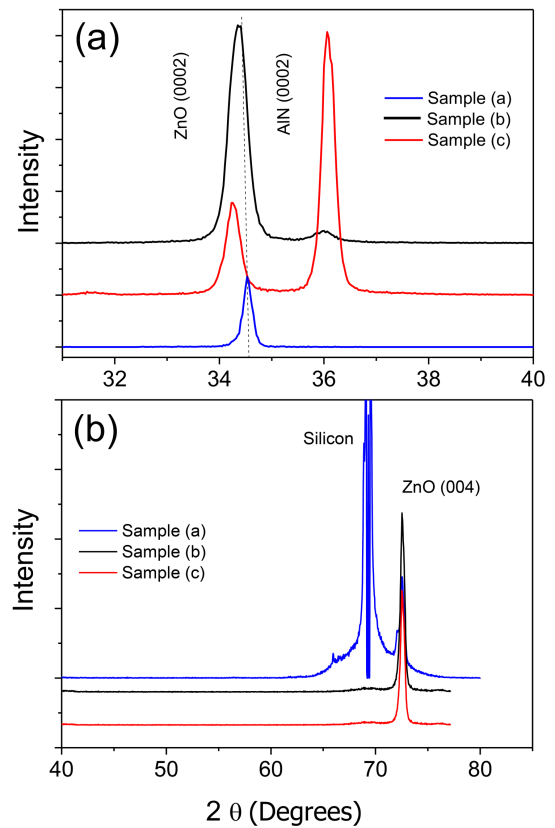 (a)
ZnO (0002)
AlN (0002)
Sample (a)
Sample (b)
Sample (c)
Intensity
32
34
36
38
40
(b)
Silicon
ZnO (004)
Sample (a)
Sample (b)
Sample (c)
Intensity
40
50
60
70
80
2 θ (Degrees)